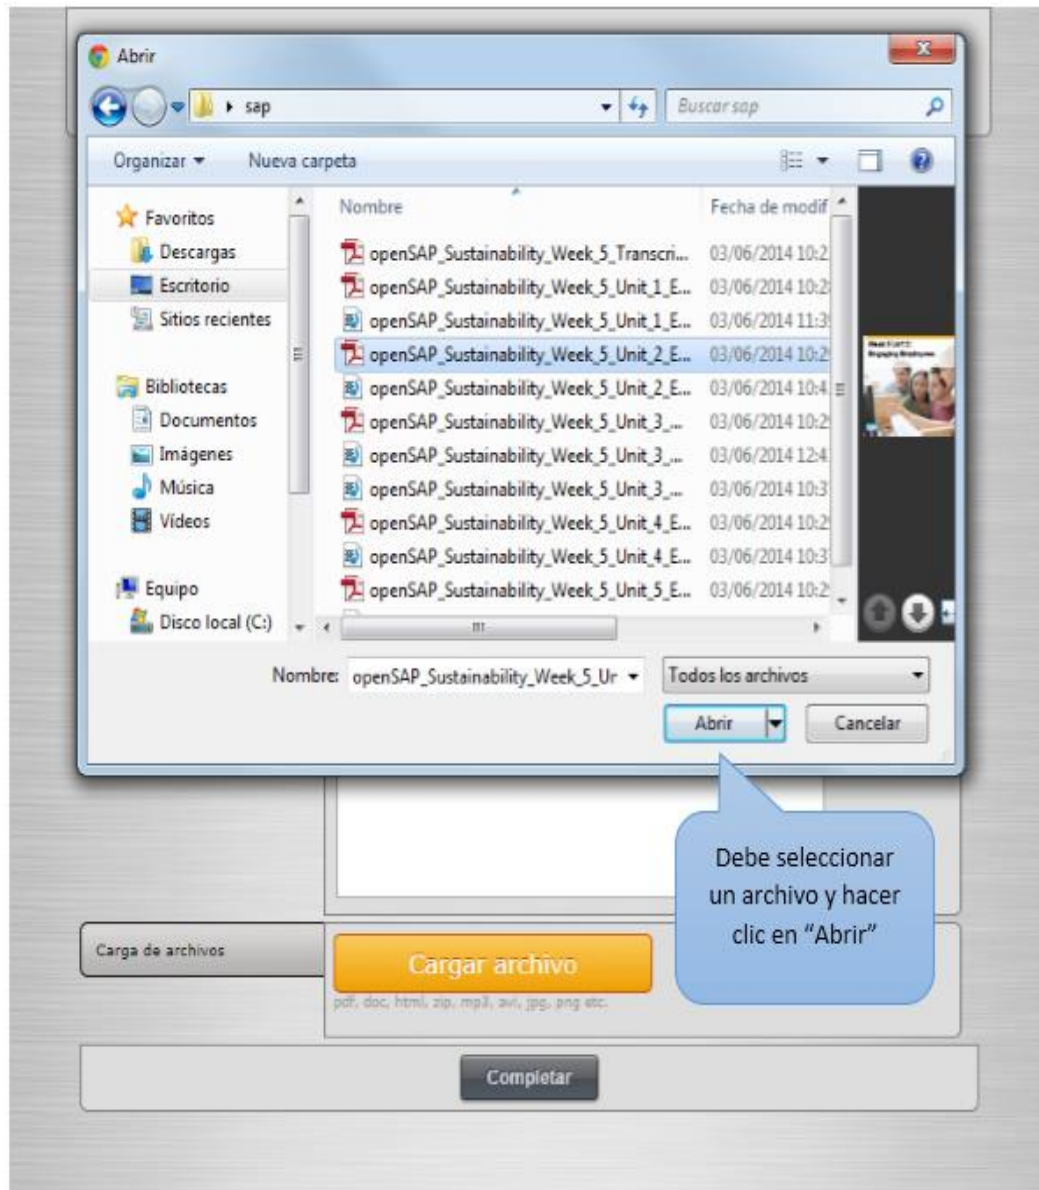 Abrir
sap
Buscar sap
Organizar
Nueva carpeta
Favoritos
Descargas
Escritorio
Sitios recientes
Bibliotecas
Documentos
Imágenes
Música
Vídeos
Equipo
Disco local (C:)
Nombre
Fecha de modif
openSAP_Sustainability_Week_5_Transcri... 03/06/2014 10:2
openSAP_Sustainability_Week_5_Unit_1_E... 03/06/2014 10:2
openSAP_Sustainability_Week_5_Unit_1_E... 03/06/2014 11:3
openSAP_Sustainability_Week_5_Unit_2_E... 03/06/2014 10:2
openSAP_Sustainability_Week_5_Unit_2_E... 03/06/2014 10:4
openSAP_Sustainability_Week_5_Unit_3_... 03/06/2014 10:2
openSAP_Sustainability_Week_5_Unit_3_... 03/06/2014 12:4
openSAP_Sustainability_Week_5_Unit_3_... 03/06/2014 10:3
openSAP_Sustainability_Week_5_Unit_4_E... 03/06/2014 10:2
openSAP_Sustainability_Week_5_Unit_4_E... 03/06/2014 10:3
openSAP_Sustainability_Week_5_Unit_5_E... 03/06/2014 10:2
Nombre: openSAP_Sustainability_Week_5_Ur
Todos los archivos
Abrir
Cancelar
Debe seleccionar
un archivo y hacer
clic en “Abrir”
Carga de archivos
Cargar archivo
pdf, doc, html, zip, mp3, avi, jpg, png etc.
Completar